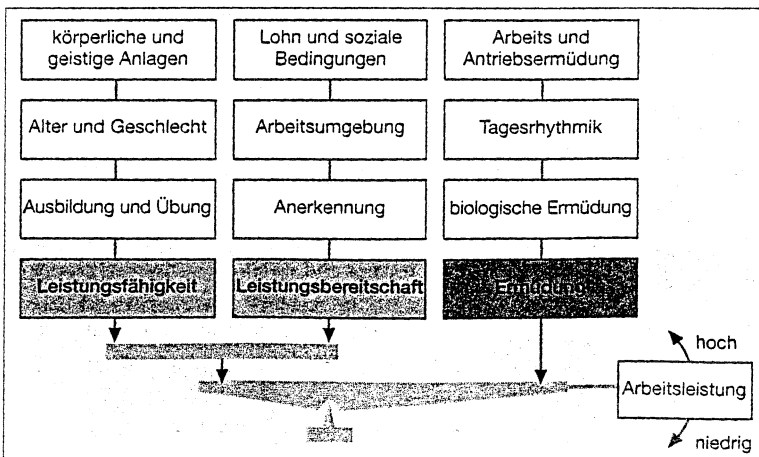 körperliche und
geistige Anlagen
Lohn und soziale
Bedingungen
Arbeits und
Antriebsermüdung
Alter und Geschlecht
Arbeitsumgebung
Tagesrhythmik
Ausbildung und Übung
Anerkennung
biologische Ermüdung
Leistungsfähigkeit
Leistungsbereitschaft
Ermüdung
hoch
Arbeitsleistung
niedrig